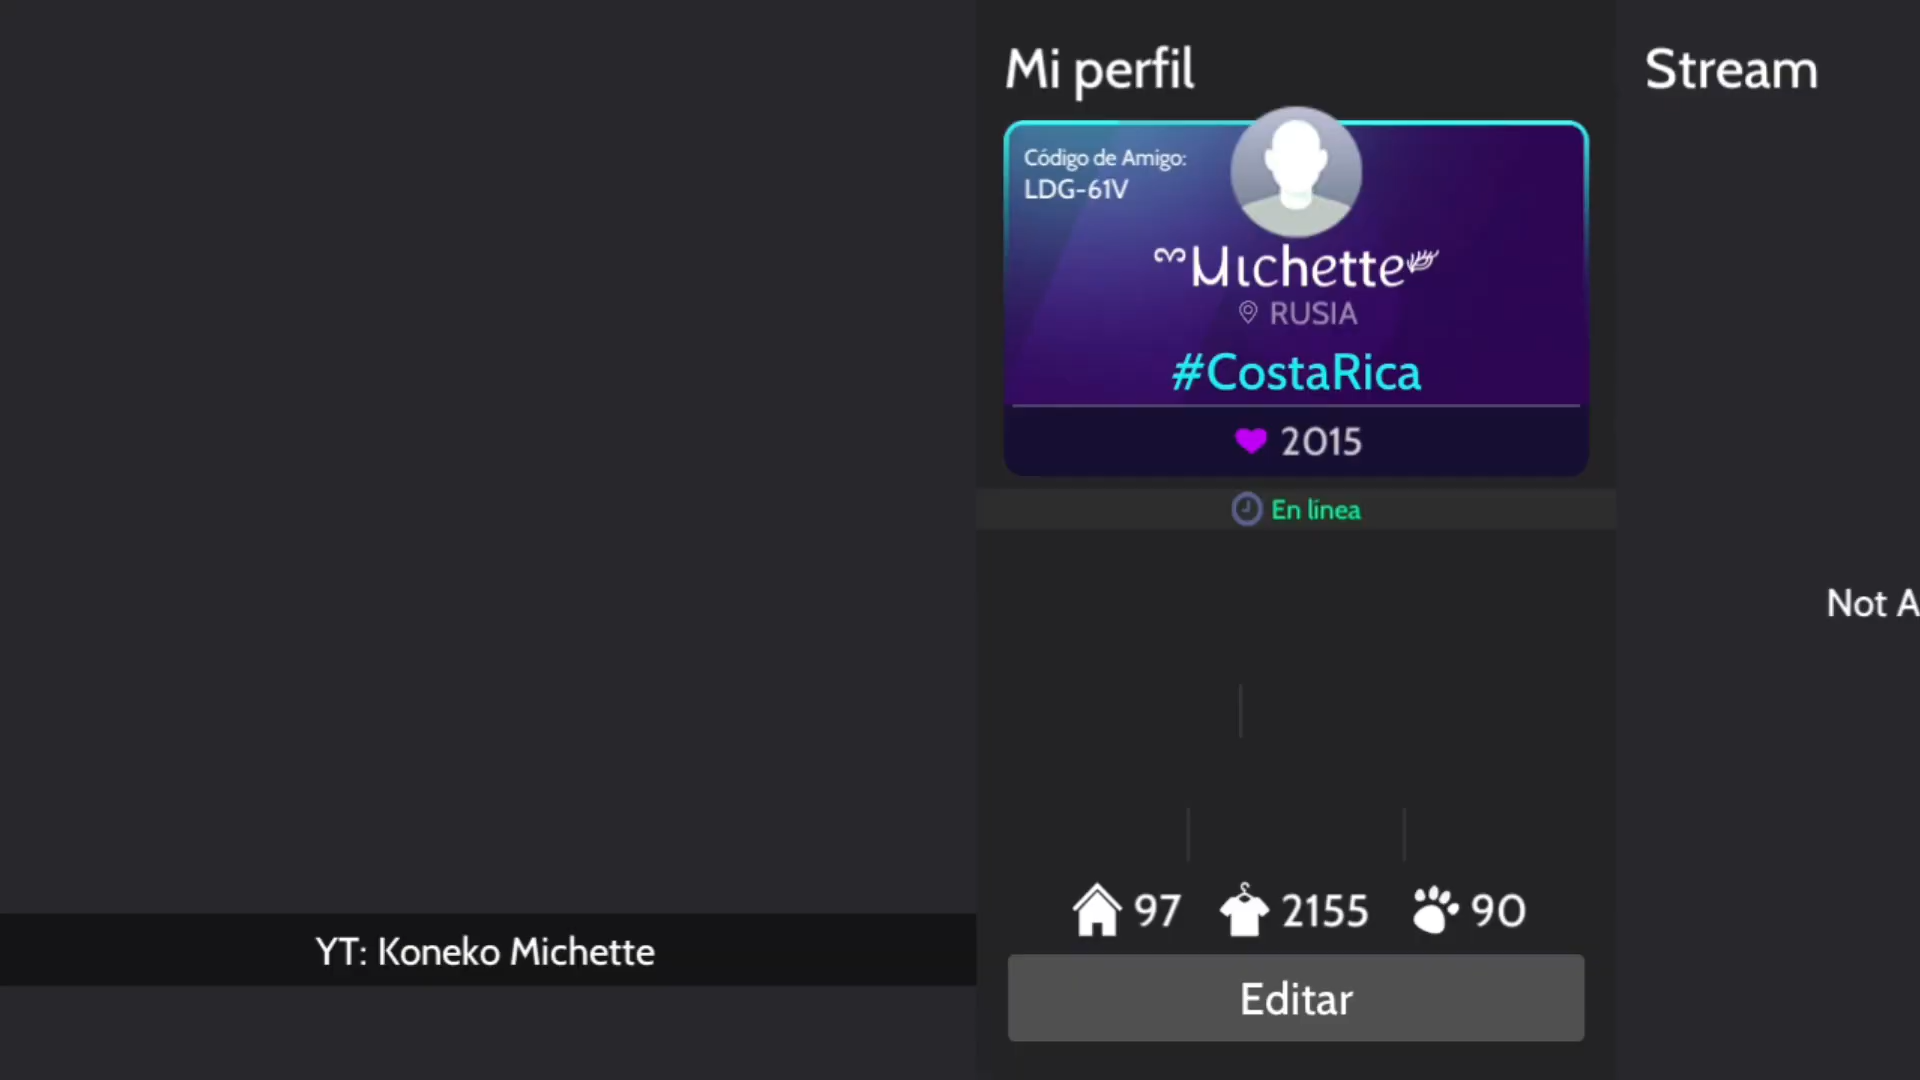 Mi perfil
Código de Amigo:
LDG-61V
Michette
RUSIA
#CostaRica
2015
En línea
97 2155 90
Editar
YT: Koneko Michette
Stream
Not A